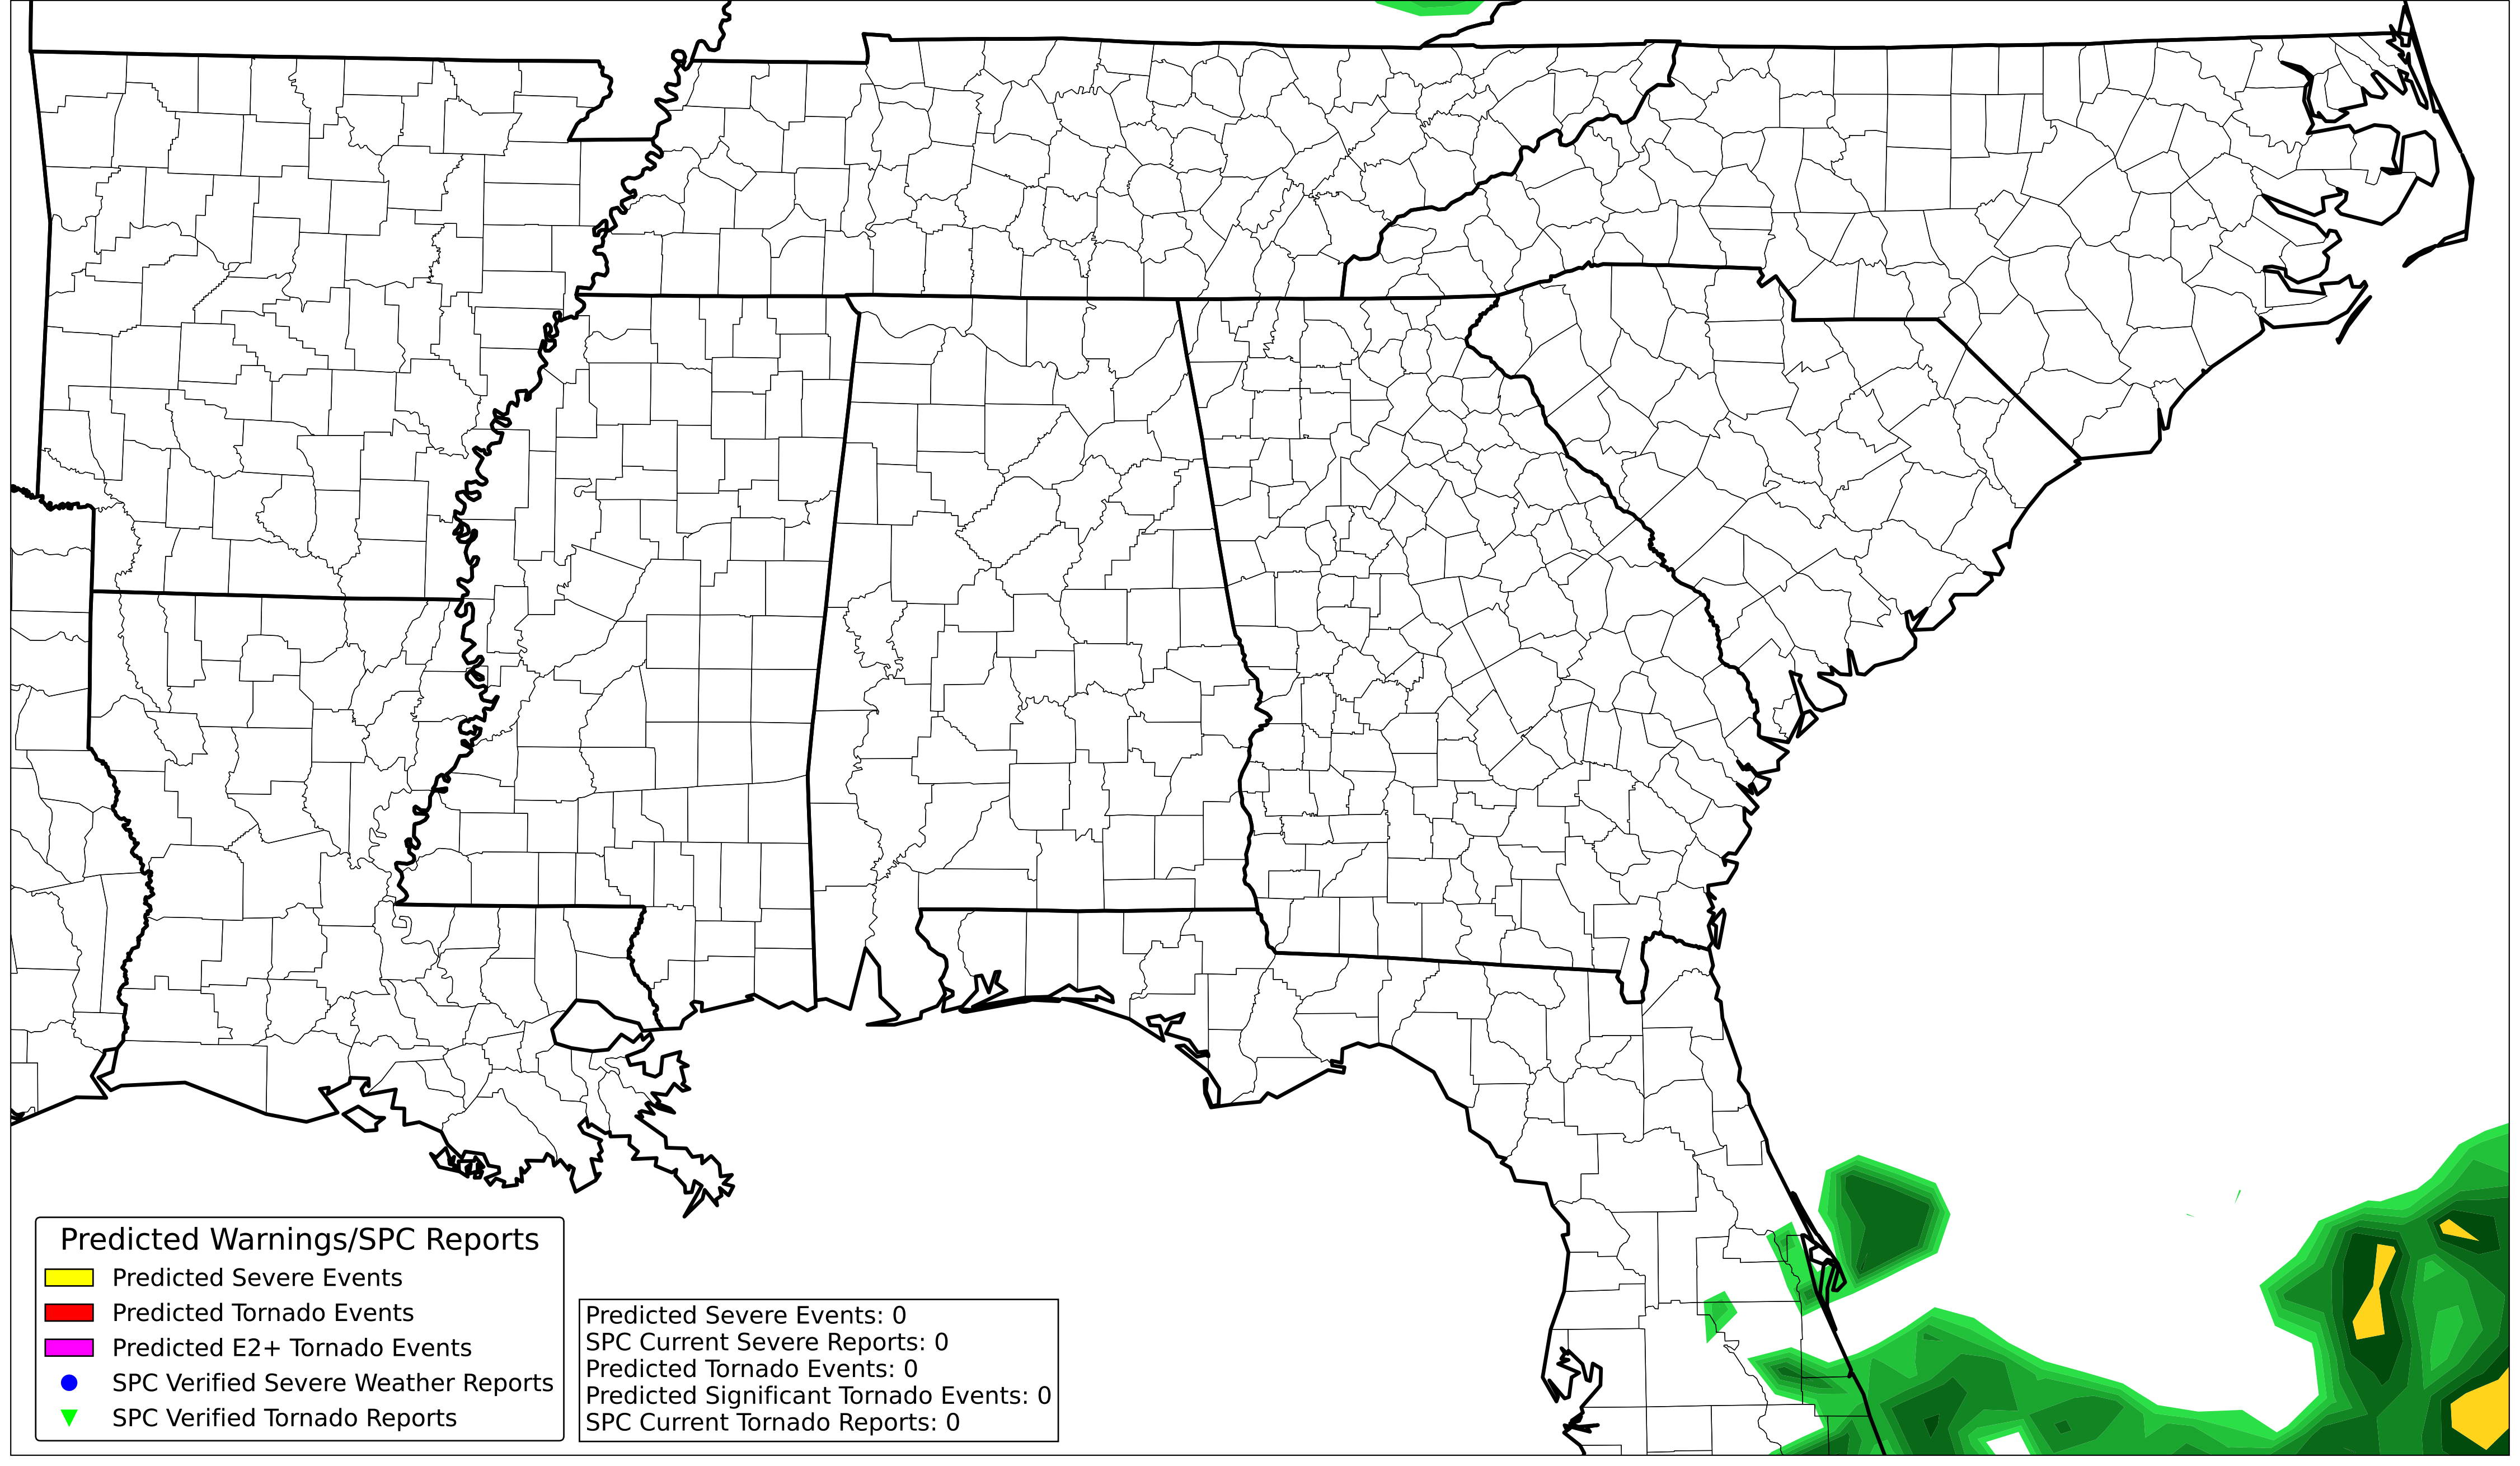 Predicted Warnings/SPC Reports
Predicted Severe Events
Predicted Tornado Events
Predicted E2+ Tornado Events
SPC Verified Severe Weather Reports
SPC Verified Tornado Reports
Predicted Severe Events: 0
SPC Current Severe Reports: 0
Predicted Tornado Events: 0
Predicted Significant Tornado Events: 0
SPC Current Tornado Reports: 0